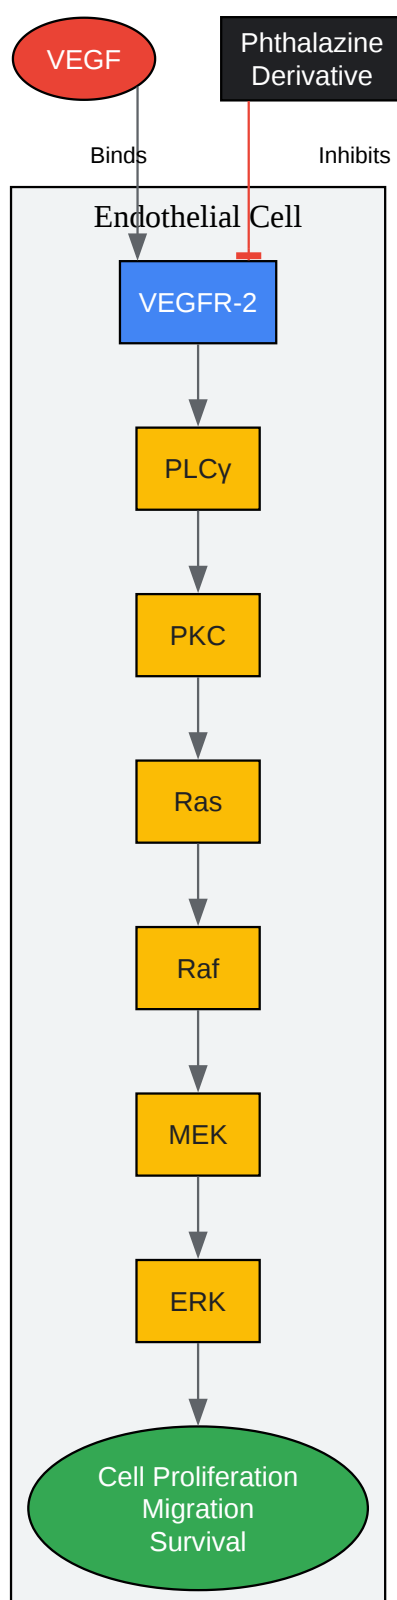 VEGF
Phthalazine
Derivative
Binds
Inhibits
Endothelial Cell
VEGFR-2
PLCγ
PKC
Ras
Raf
MEK
ERK
Cell Proliferation
Migration
Survival